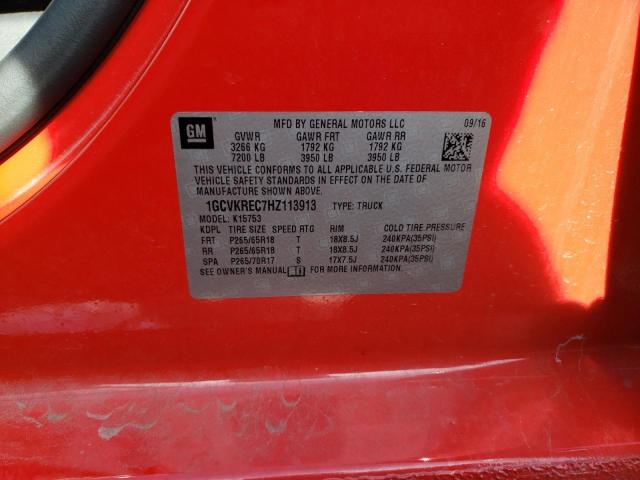 MFD BY GENERAL MOTORS LLC 09/16
GM
GVWR GAWR FRT GAWR RR
3266 KG 1792 KG 1792 KG
7200 LB 3950 LB 3950 LB
THIS VEHICLE CONFORMS TO ALL APPLICABLE U.S. FEDERAL MOTOR
VEHICLE SAFETY STANDARDS IN EFFECT ON THE DATE OF
MANUFACTURE SHOWN ABOVE.
1GCVKREC7HZ113913 TYPE: TRUCK
MODEL: K15753
KDPL TIRE SIZE SPEED RTG RIM COLD TIRE PRESSURE
FRT P265/65R18 T 18X8.5J 240KPA(35PSI)
RR P265/65R18 T 18X8.5J 240KPA(35PSI)
SPA P265/70R17 S 17X7.5J 240KPA(35PSI)
SEE OWNER'S MANUAL FOR MORE INFORMATION.